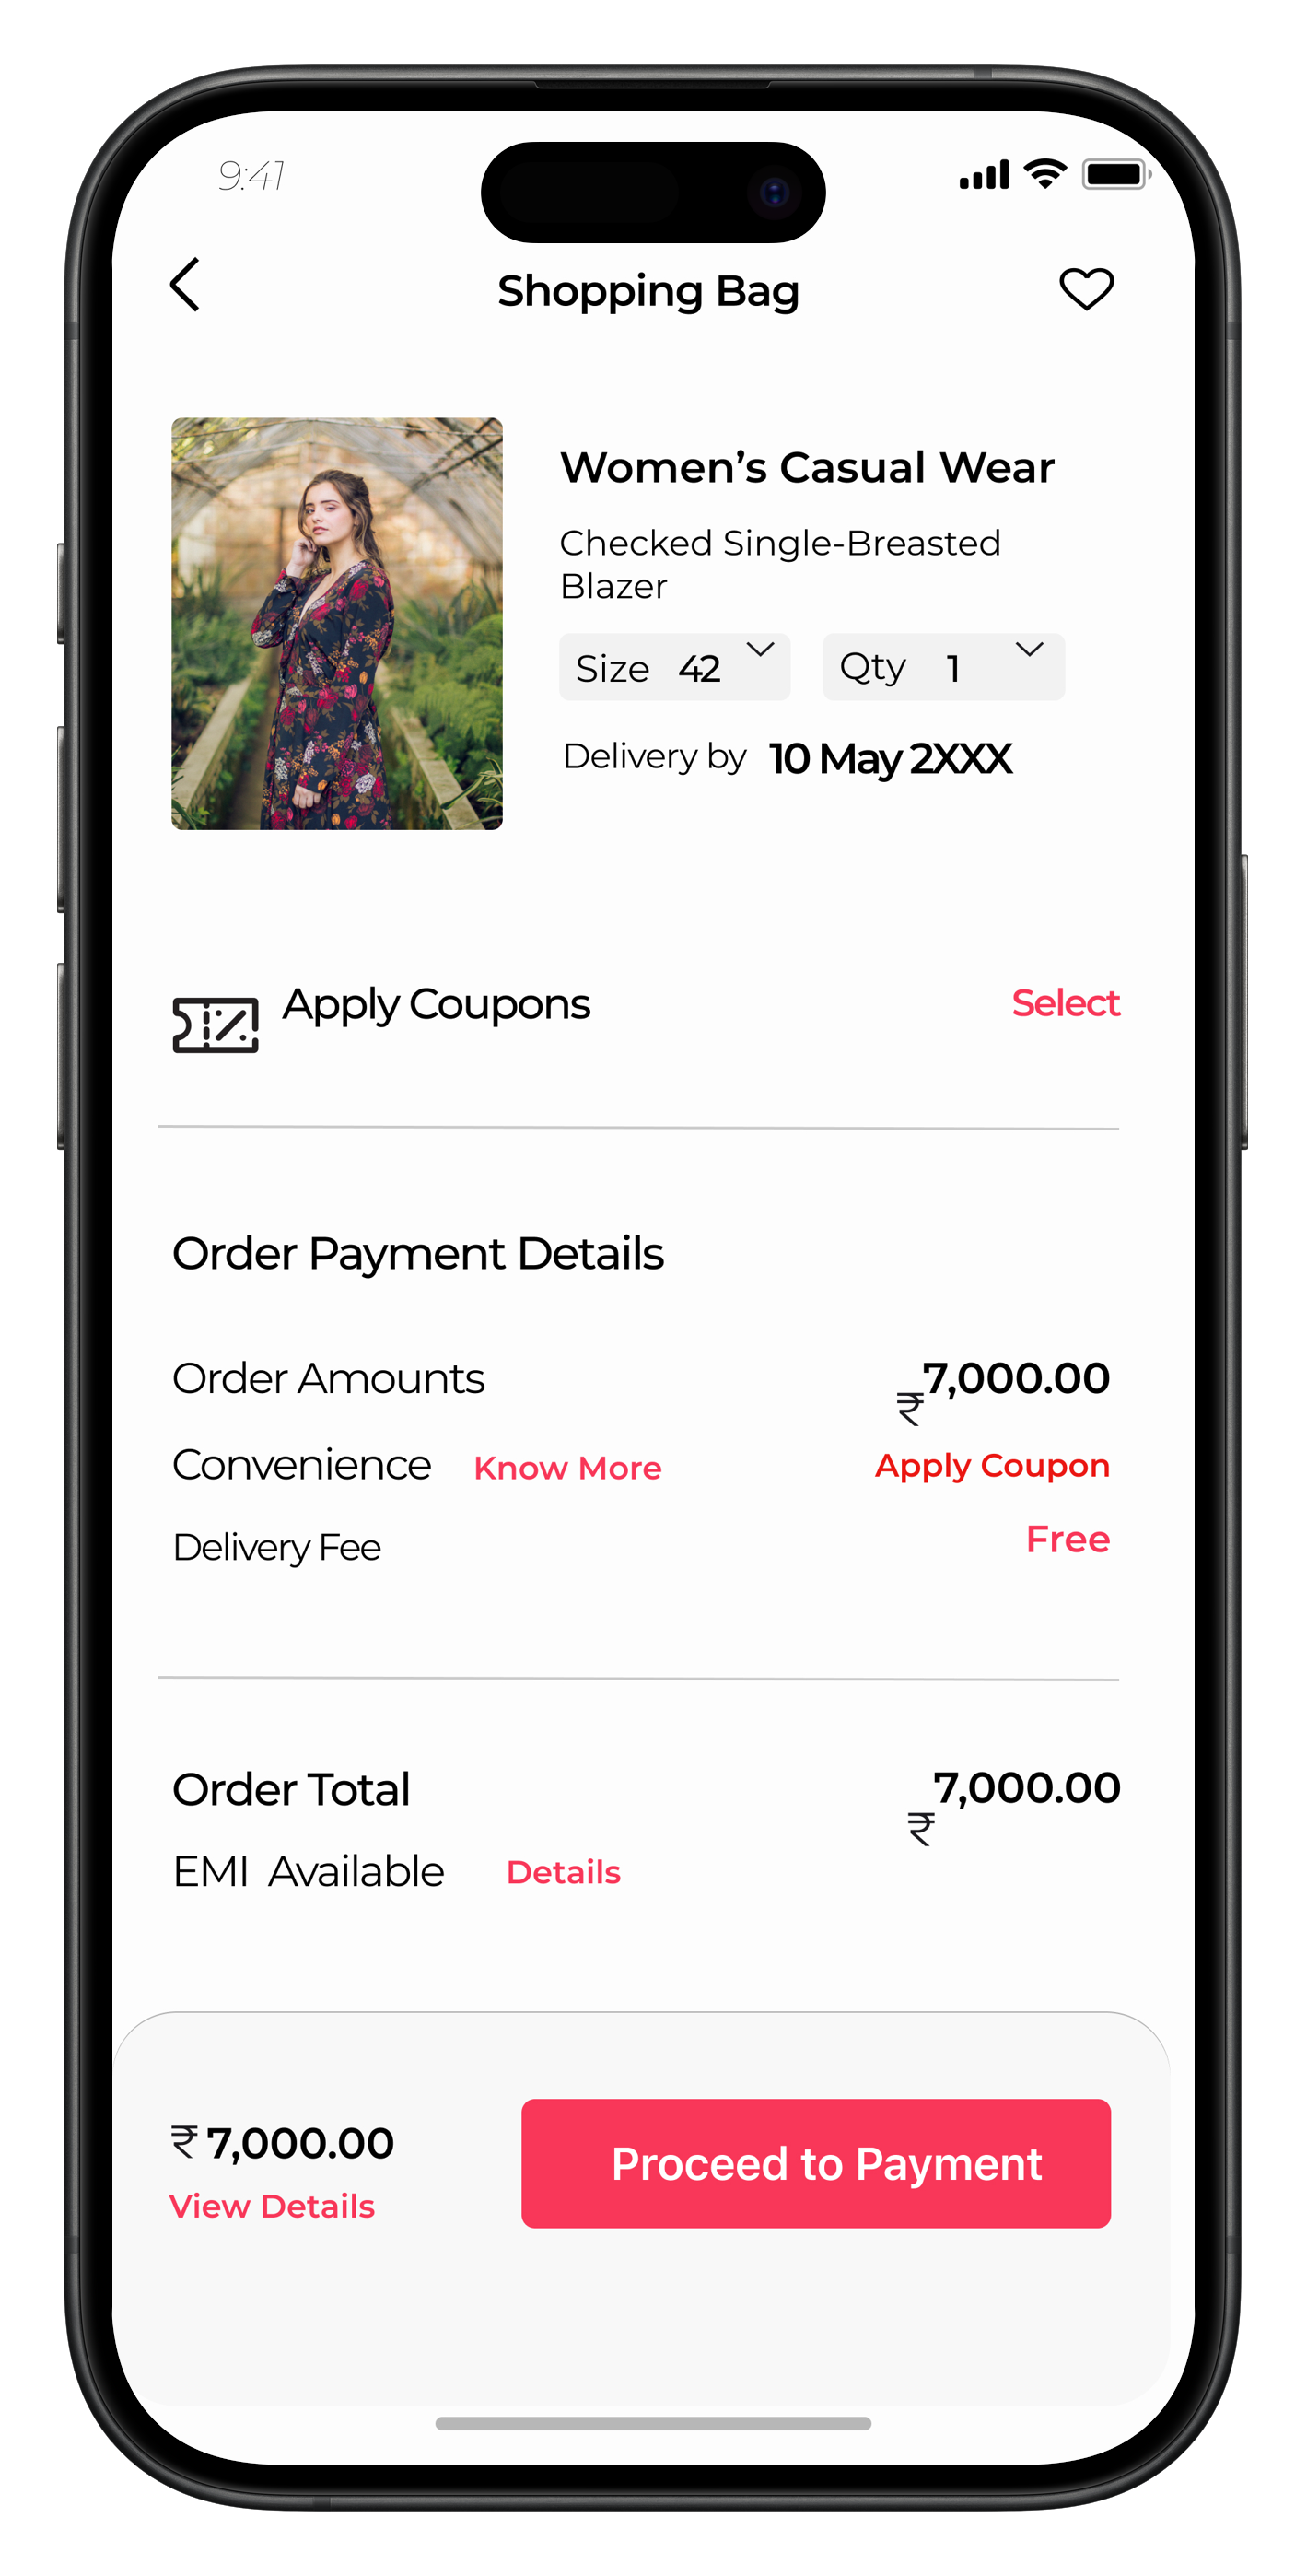 9:41
Shopping Bag
Women’s Casual Wear
Checked Single-Breasted
Blazer
Size 42 Qty 1
Delivery by 10 May 2XXX
Apply Coupons Select
Order Payment Details
Order Amounts ₹ 7,000.00
Convenience Know More Apply Coupon
Delivery Fee Free
Order Total ₹ 7,000.00
EMI Available Details
₹ 7,000.00
View Details
Proceed to Payment